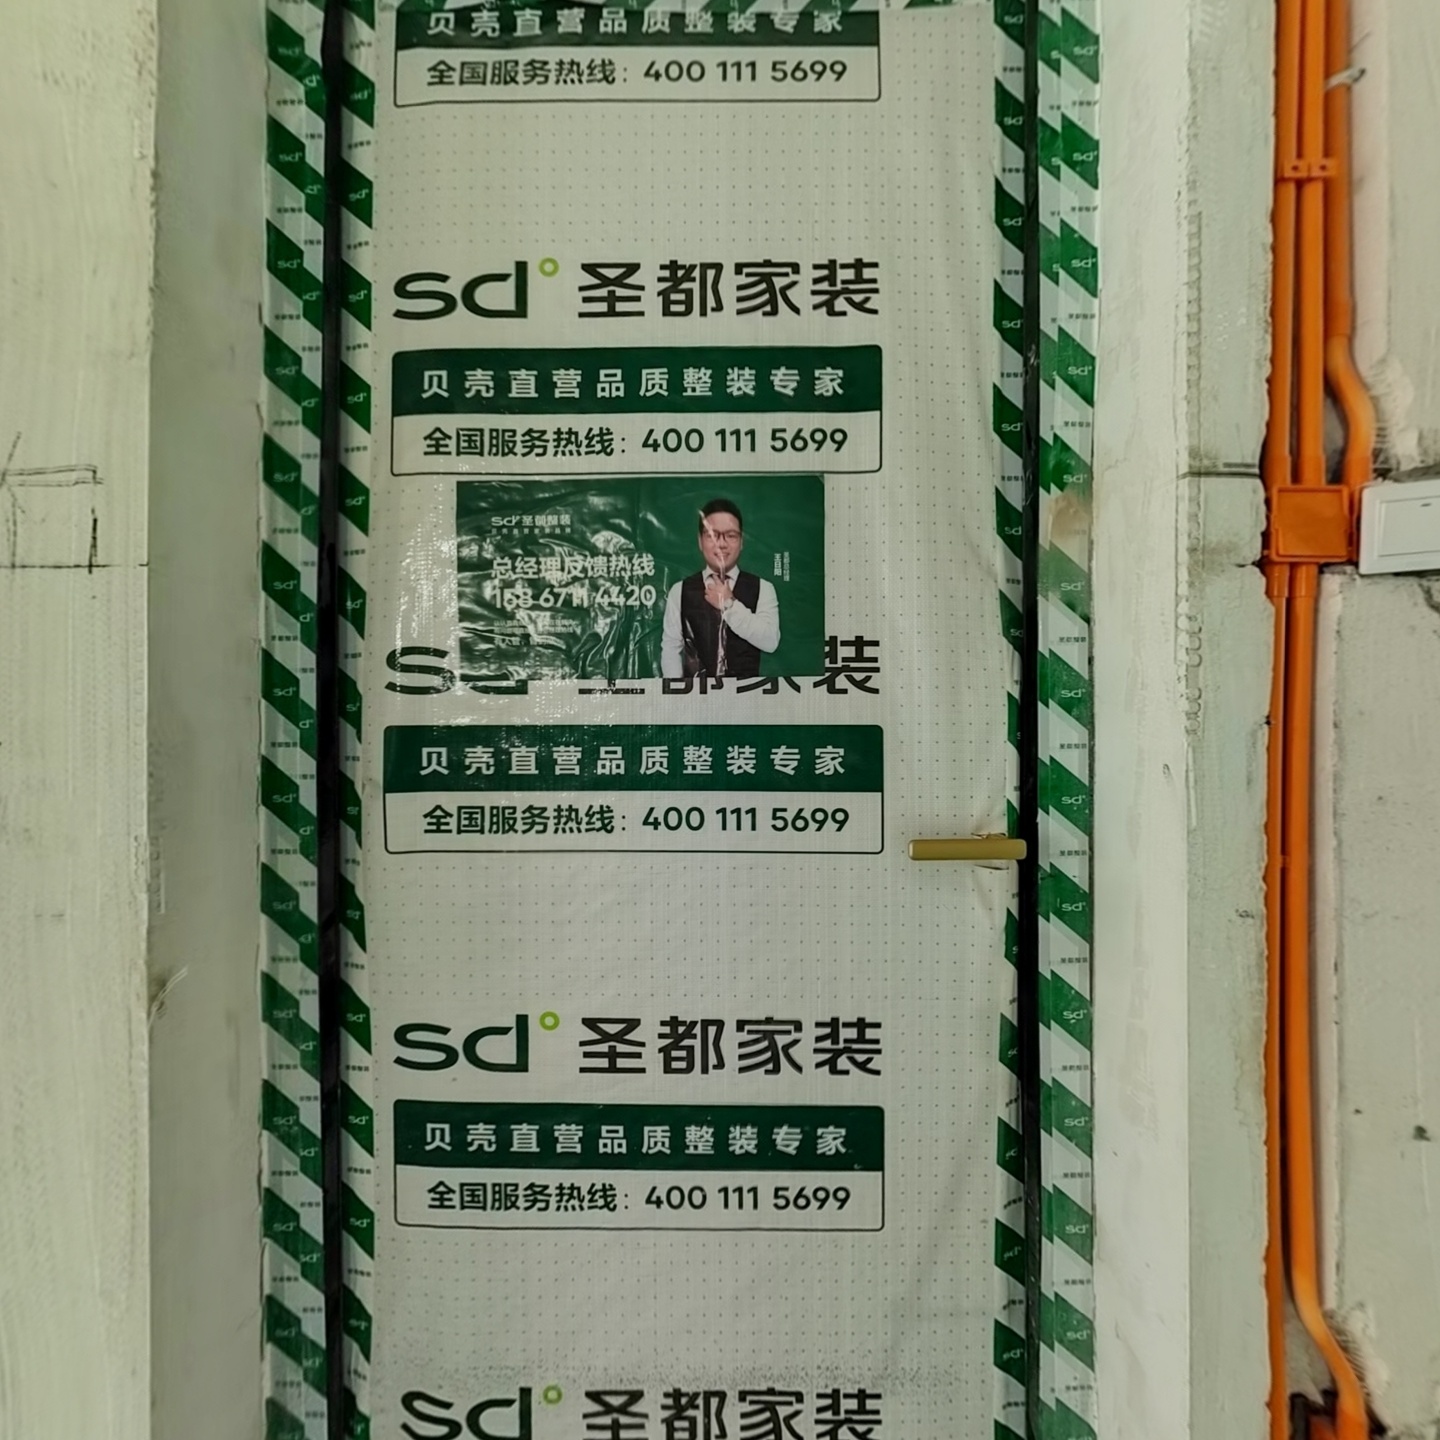 贝壳直营品质整装专家
全国服务热线: 400 111 5699
sd° 圣都家装
贝壳直营品质整装专家
全国服务热线: 400 111 5699
sd° 圣都整装
总经理反馈热线
王日阳
装
贝壳直营品质整装专家
全国服务热线: 400 111 5699
sd° 圣都家装
贝壳直营品质整装专家
全国服务热线: 400 111 5699
sd° 圣都家装